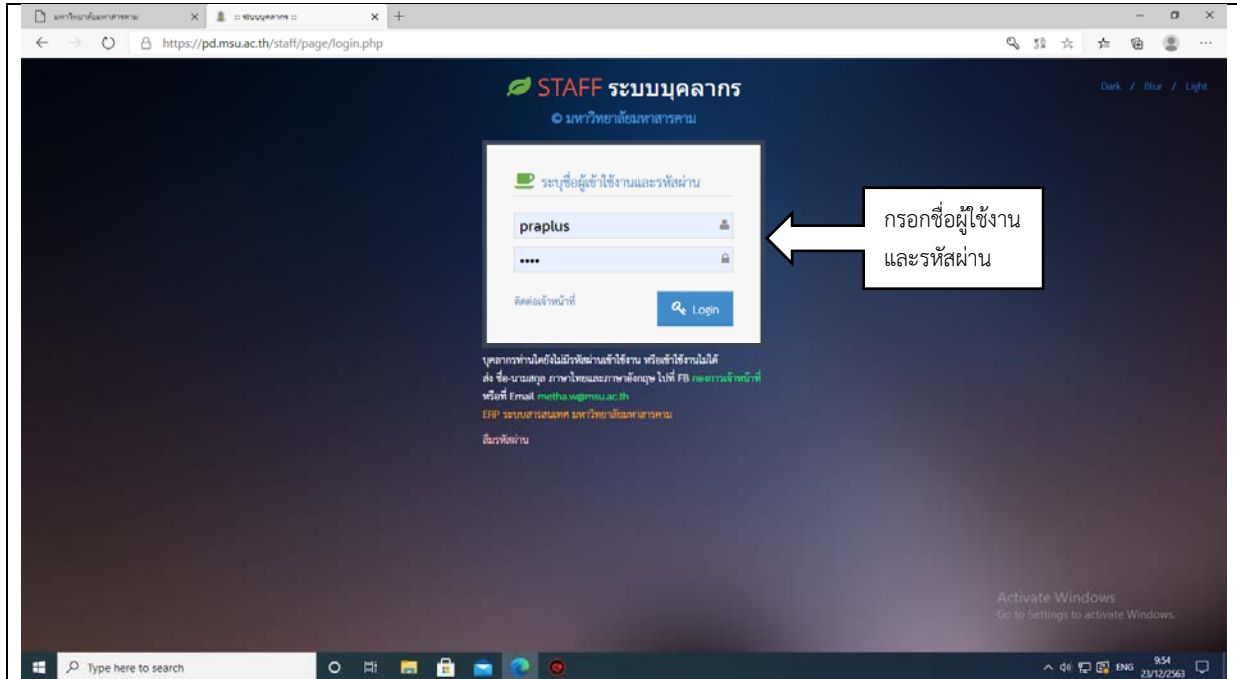 มหาวิทยาลัยมหาสารคาม
:: ระบบบุคลากร ::
https://pd.msu.ac.th/staff/page/login.php
STAFF ระบบบุคลากร
© มหาวิทยาลัยมหาสารคาม
Dark / Blur / Light
ระบุชื่อผู้เข้าใช้งานและรหัสผ่าน
praplus
••••
ติดต่อเจ้าหน้าที่
Login
กรอกชื่อผู้ใช้งาน
และรหัสผ่าน
บุคลากรท่านใดยังไม่มีรหัสผ่านเข้าใช้งาน หรือเข้าใช้งานไม่ได้
ส่ง ชื่อ-นามสกุล ภาษาไทยและภาษาอังกฤษ ไปที่ FB กองการเจ้าหน้าที่
หรือที่ Email metha.w@msu.ac.th
ERP ระบบสารสนเทศ มหาวิทยาลัยมหาสารคาม
ลืมรหัสผ่าน
Activate Windows
Go to Settings to activate Windows.
Type here to search
ENG
9:54
23/12/2563